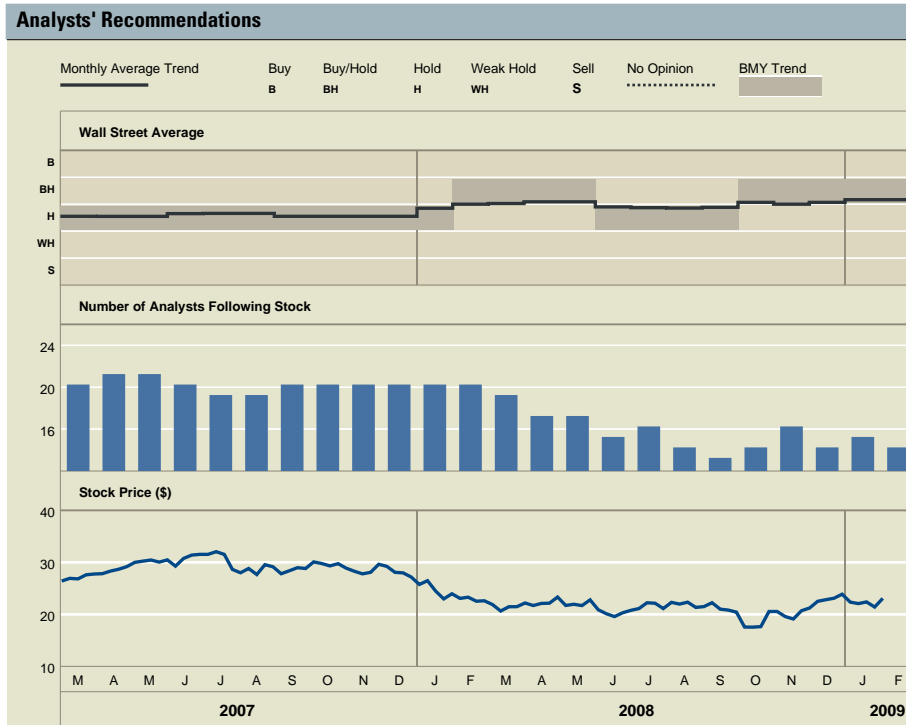 Analysts' Recommendations
Monthly Average Trend Buy Buy/Hold Hold Weak Hold Sell No Opinion BMY Trend
B BH H WH S
Wall Street Average
B
BH
H
WH
S
Number of Analysts Following Stock
24
20
16
Stock Price ($)
40
30
20
10
M A M J J A S O N D J F M A M J J A S O N D J F
2007 2008 2009